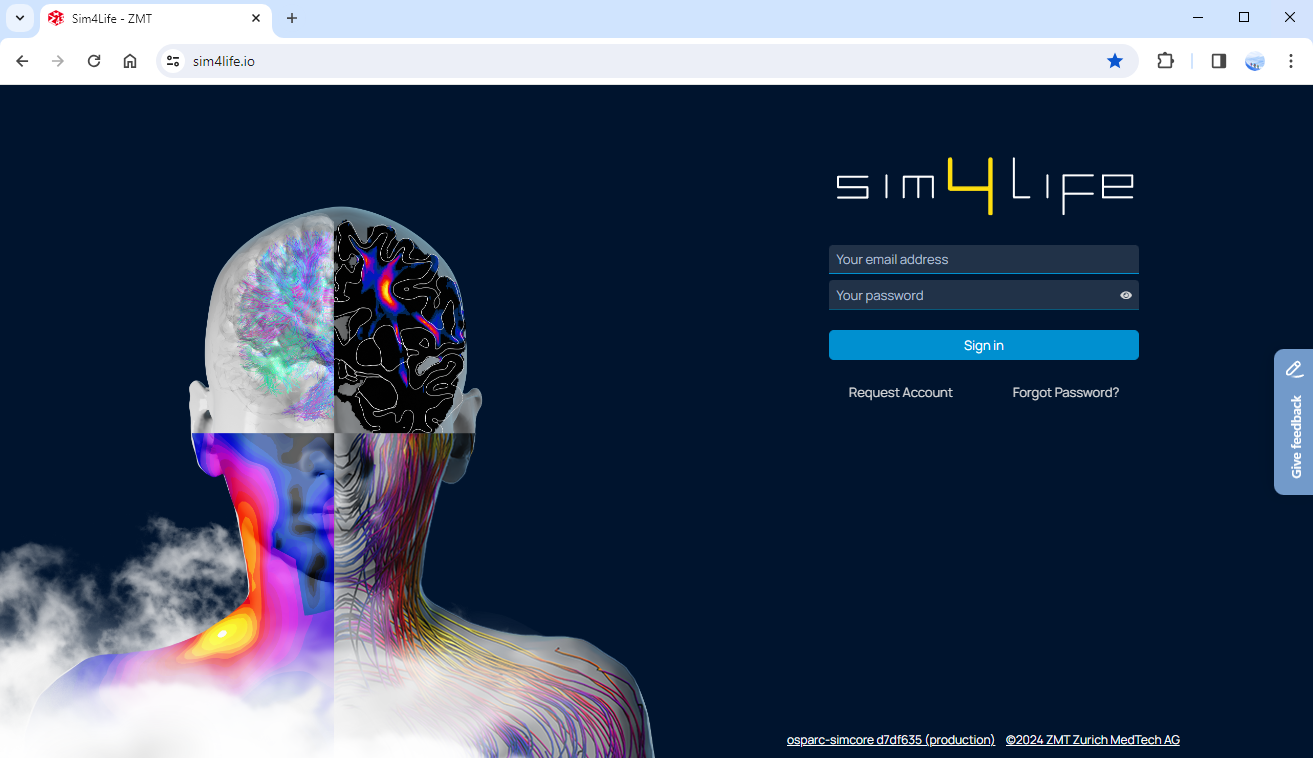 Sim4Life - ZMT
sim4life.io
sim4Life
Your email address
Your password
Sign in
Request Account
Forgot Password?
Give feedback
osparc-simcore d7df635 (production)
©2024 ZMT Zurich MedTech AG